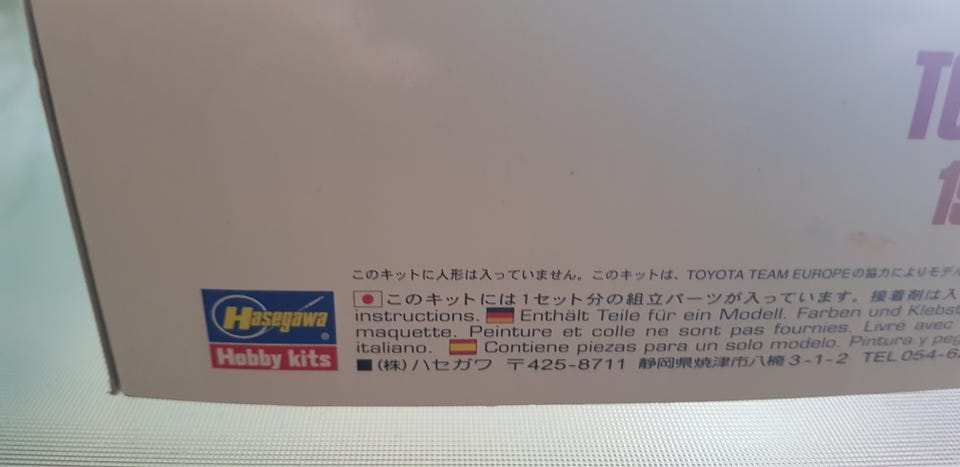 TO
19
このキットに人形は入っていません。このキットは、TOYOTA TEAM EUROPEの協力によりモデル
Hasegawa®
Hobby kits
このキットには1セット分の組立パーツが入っています。接着剤は入
instructions. Enthält Teile für ein Modell. Farben und Klebst
maquette. Peinture et colle ne sont pas fournies. Livré avec
italiano. Contiene piezas para un solo modelo. Pintura y peg
■(株)ハセガワ 〒425-8711 静岡県焼津市八楠3-1-2 TEL 054-62